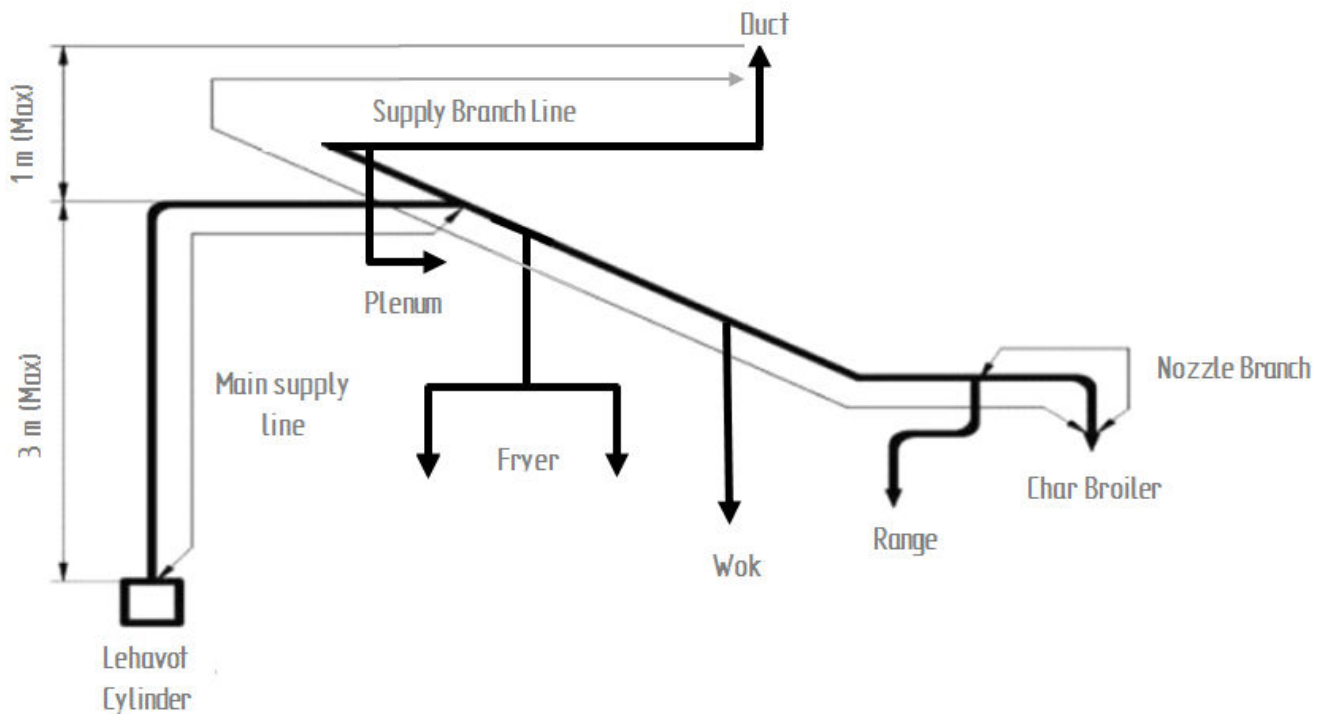 Duct
1 m (Max)
Supply Branch Line
Plenum
3 m (Max)
Main supply
line
Nozzle Branch
Fryer
Char Broiler
Range
Wok
Lehavot
Cylinder